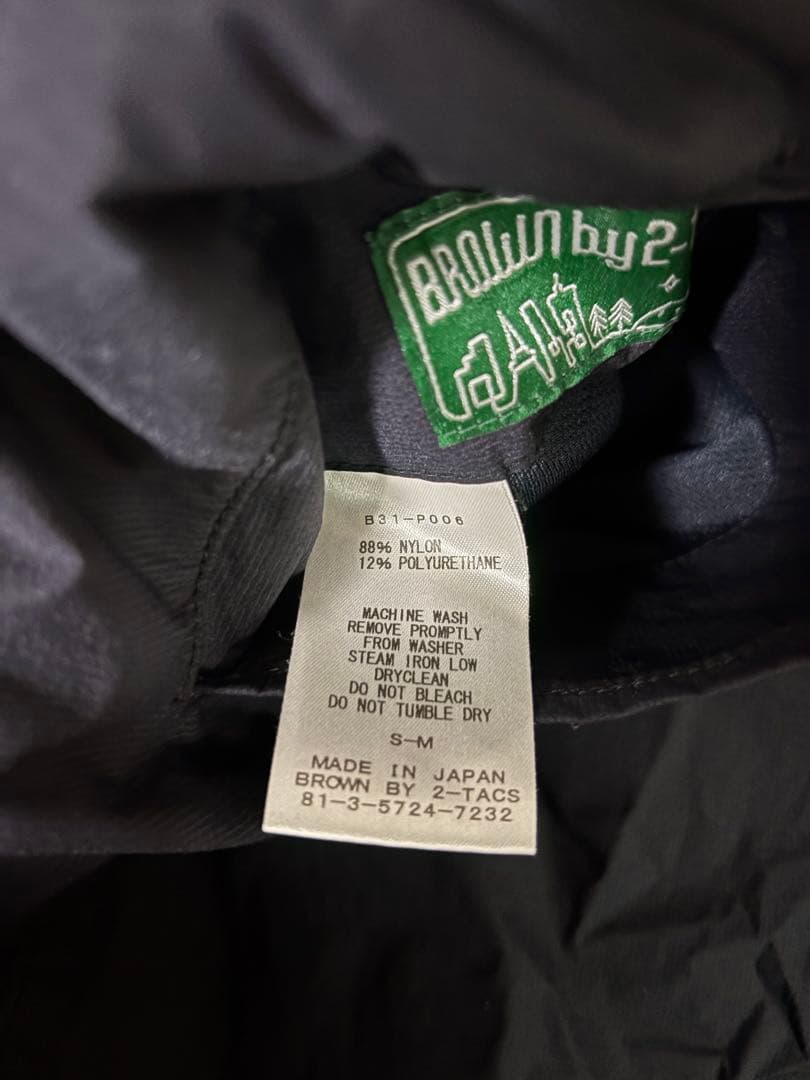 BROWN by 2-
B31-P006
88% NYLON
12% POLYURETHANE
MACHINE WASH
REMOVE PROMPTLY
FROM WASHER
STEAM IRON LOW
DRYCLEAN
DO NOT BLEACH
DO NOT TUMBLE DRY
S-M
MADE IN JAPAN
BROWN BY 2-TACS
81-3-5724-7232